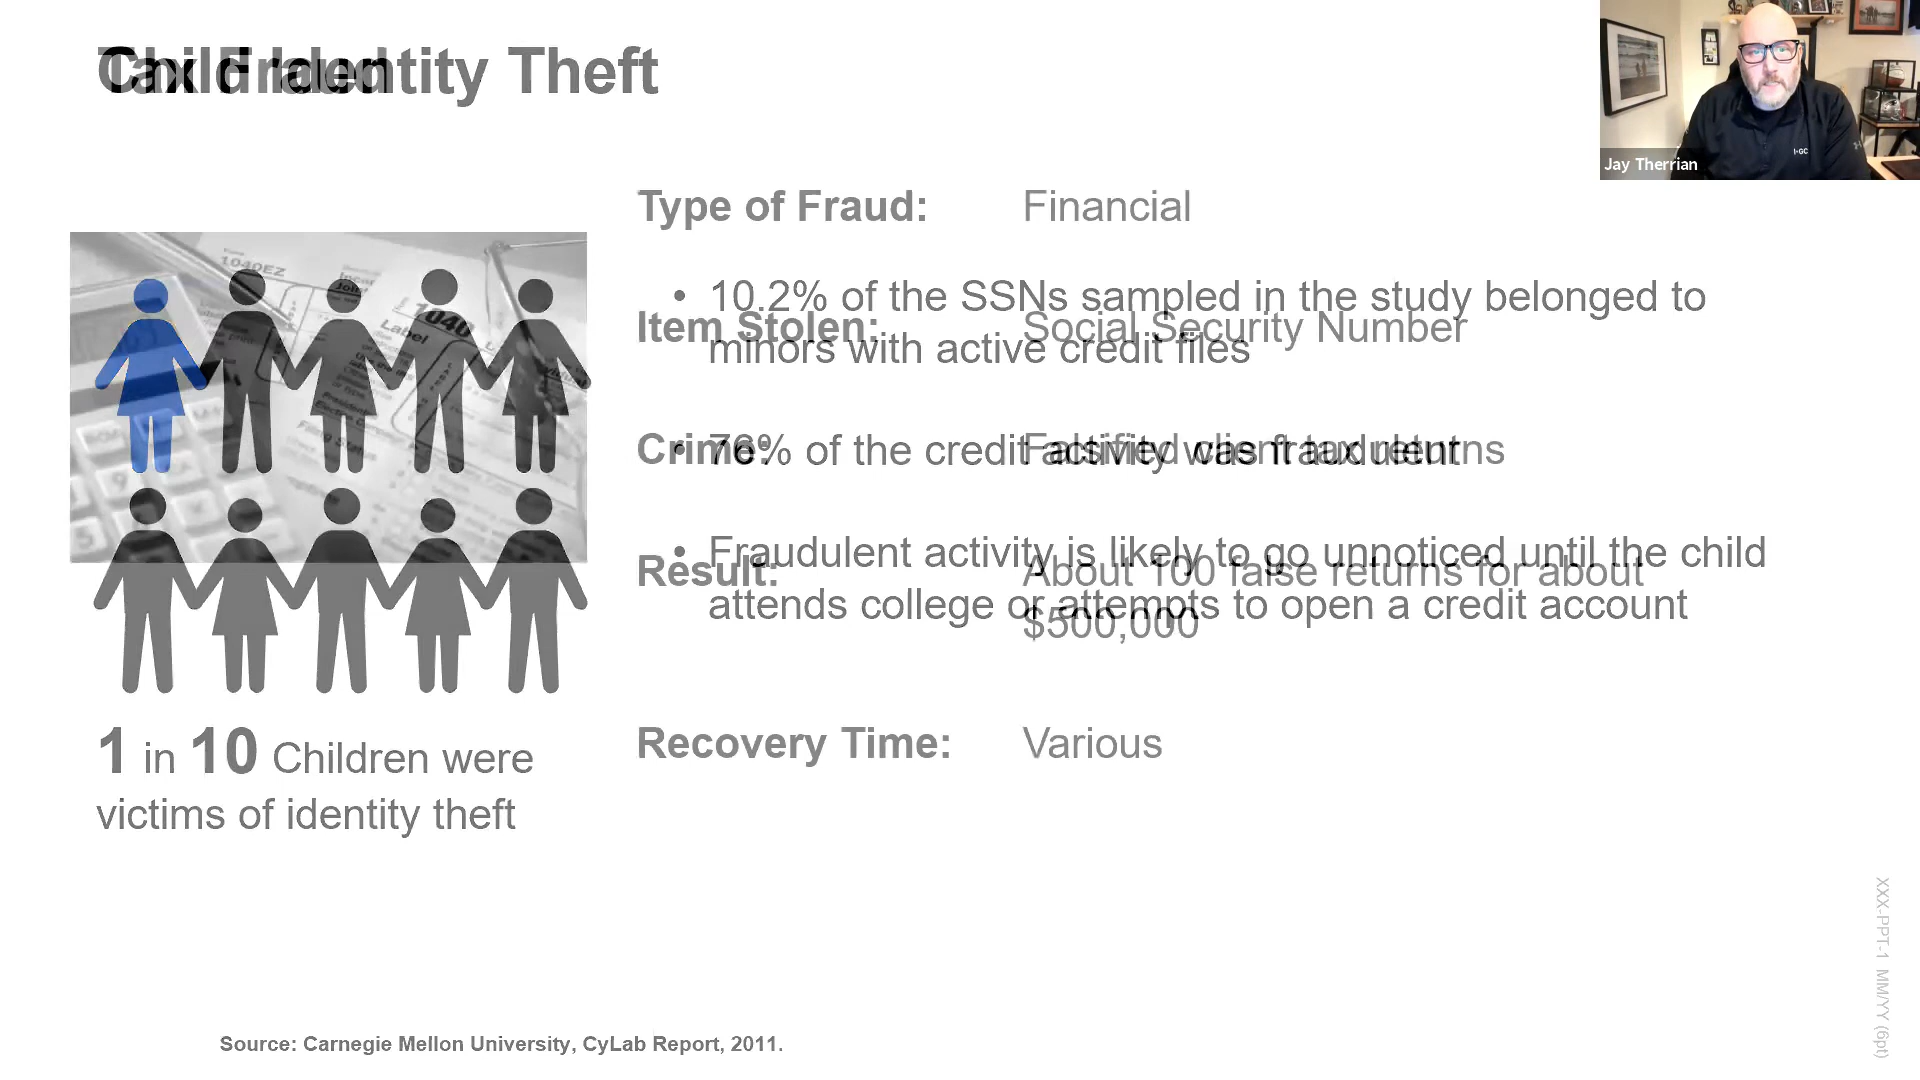 Tax Fraud
Child Identity Theft
Jay Therrian
Type of Fraud: Financial
Item Stolen: Social Security Number
Crime: Falsified client tax returns
Result: About 100 false returns for about
$500,000
Recovery Time: Various
• 10.2% of the SSNs sampled in the study belonged to
minors with active credit files
• 76% of the credit activity was fraudulent
• Fraudulent activity is likely to go unnoticed until the child
attends college or attempts to open a credit account
1040EZ
1040
Label
Filing Status
1 in 10 Children were
victims of identity theft
Source: Carnegie Mellon University, CyLab Report, 2011.
XXX-PPT-1 MM/YY (6pt)